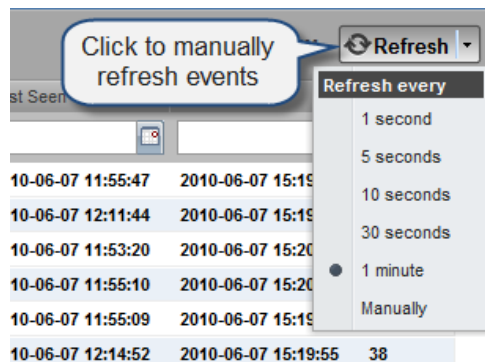 Click to manually
refresh events
Refresh
Refresh every
1 second
5 seconds
10 seconds
30 seconds
1 minute
Manually
st Seen
10-06-07 11:55:47 2010-06-07 15:19
10-06-07 12:11:44 2010-06-07 15:19
10-06-07 11:53:20 2010-06-07 15:20
10-06-07 11:55:10 2010-06-07 15:20
10-06-07 11:55:09 2010-06-07 15:19
10-06-07 12:14:52 2010-06-07 15:19:55 38